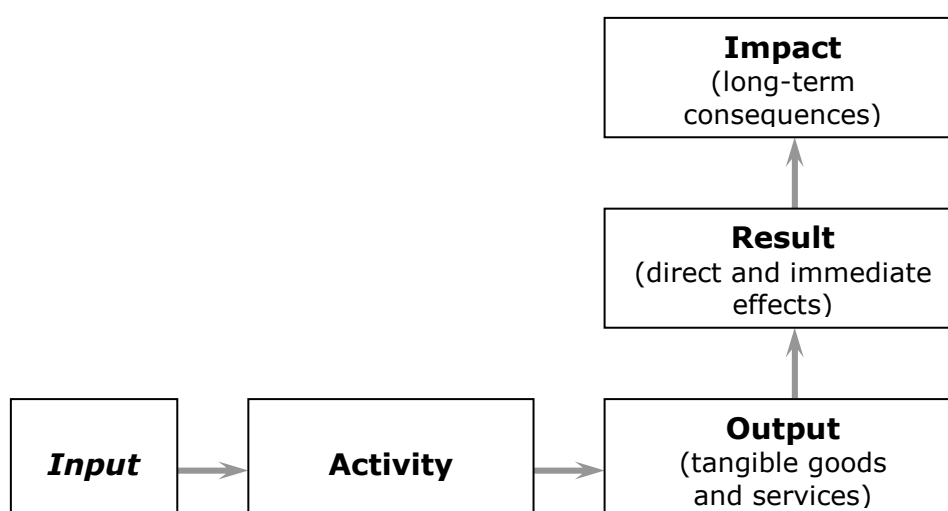 Impact
(long-term
consequences)
Result
(direct and immediate
effects)
Input
Activity
Output
(tangible goods
and services)